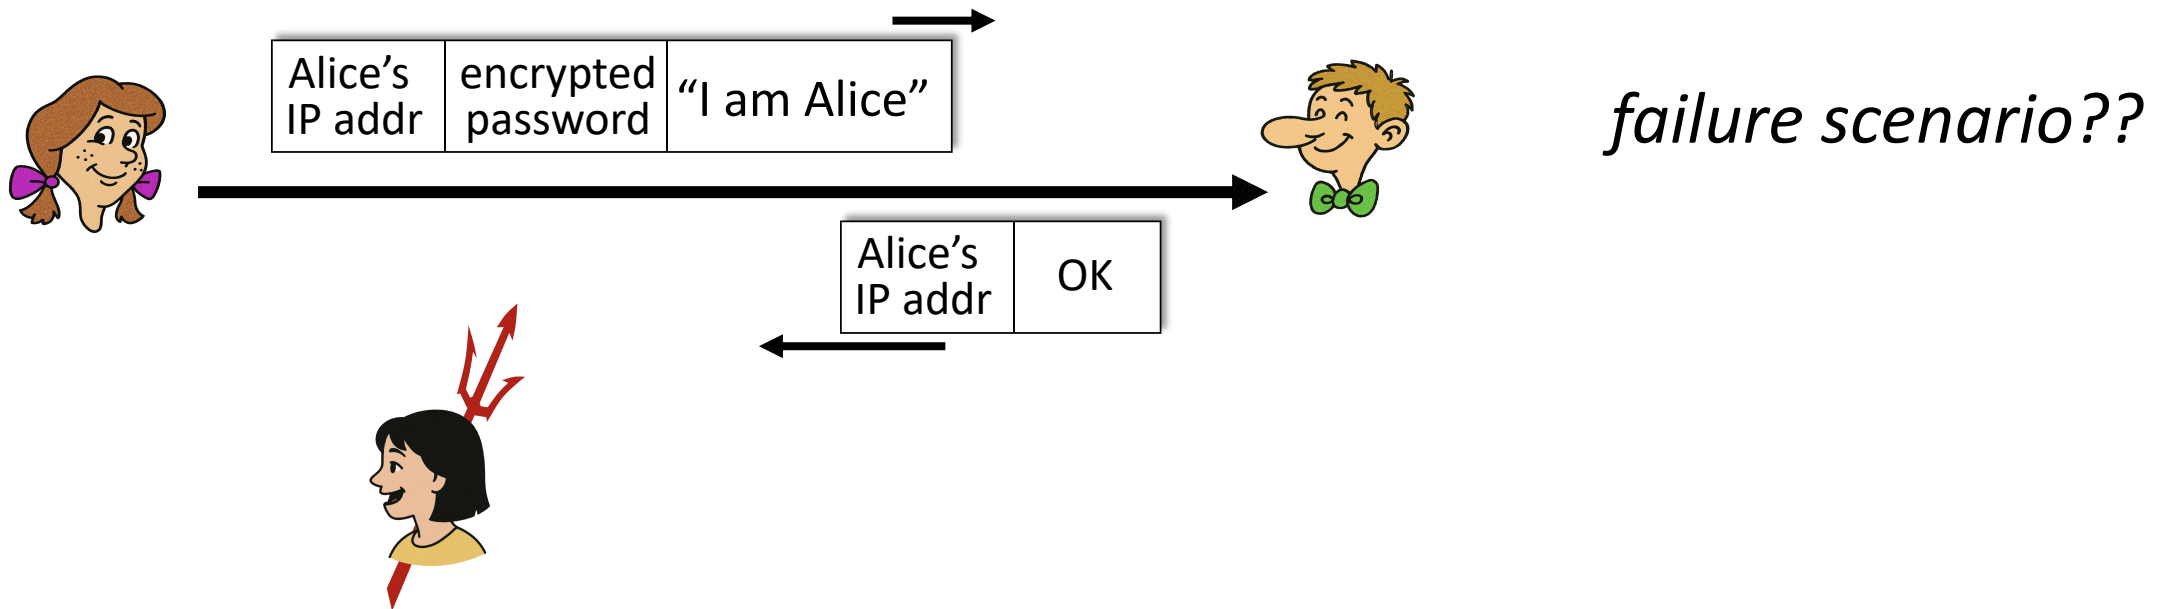 Alice’s
IP addr
encrypted
password
“I am Alice”
failure scenario??
Alice’s
IP addr
OK